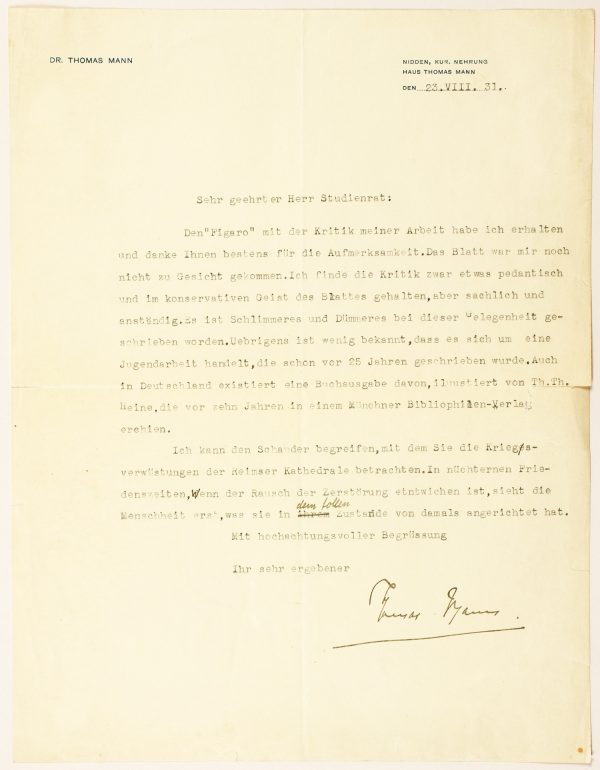 DR. THOMAS MANN
NIDDEN, KUR. NEHRUNG
HAUS THOMAS MANN
DEN 23.VIII. 31.
Sehr geehrter Herr Studienrat:
Den"Figaro" mit der Kritik meiner Arbeit habe ich erhalten
und danke Ihnen bestens für die Aufmerksamkeit.Das Blatt war mir noch
nicht zu Gesicht gekommen.Ich finde die Kritik zwar etwas pedantisch
und im konservativen Geist des Blattes gehalten,aber sachlich und
anständig.Es ist Schlimmeres und Dümmeres bei dieser Gelegenheit ge-
schrieben worden.Uebrigens ist wenig bekannt,dass es sich um eine
Jugendarbeit handelt,die schon vor 25 Jahren geschrieben wurde.Auch
in Deutschland existiert eine Buchausgabe davon, von Th.Th.
Heine,die vor zehn Jahren in einem Münchner Bibliophilen-Verlag
erchien.
Ich kann den Schauder begreifen,mit dem Sie die Kriegs-
verwüstungen der Reimser Kathedrale betrachten.In nüchternen Frie-
denszeiten,Wenn der Rausch der Zerstörung etntwichen ist,sieht die
dem tollen
Menschheit erst,was sie in ihrem Zustande von damals angerichtet hat.
Mit hochachtungsvoller Begrüssung
Ihr sehr ergebener
Thomas Mann.